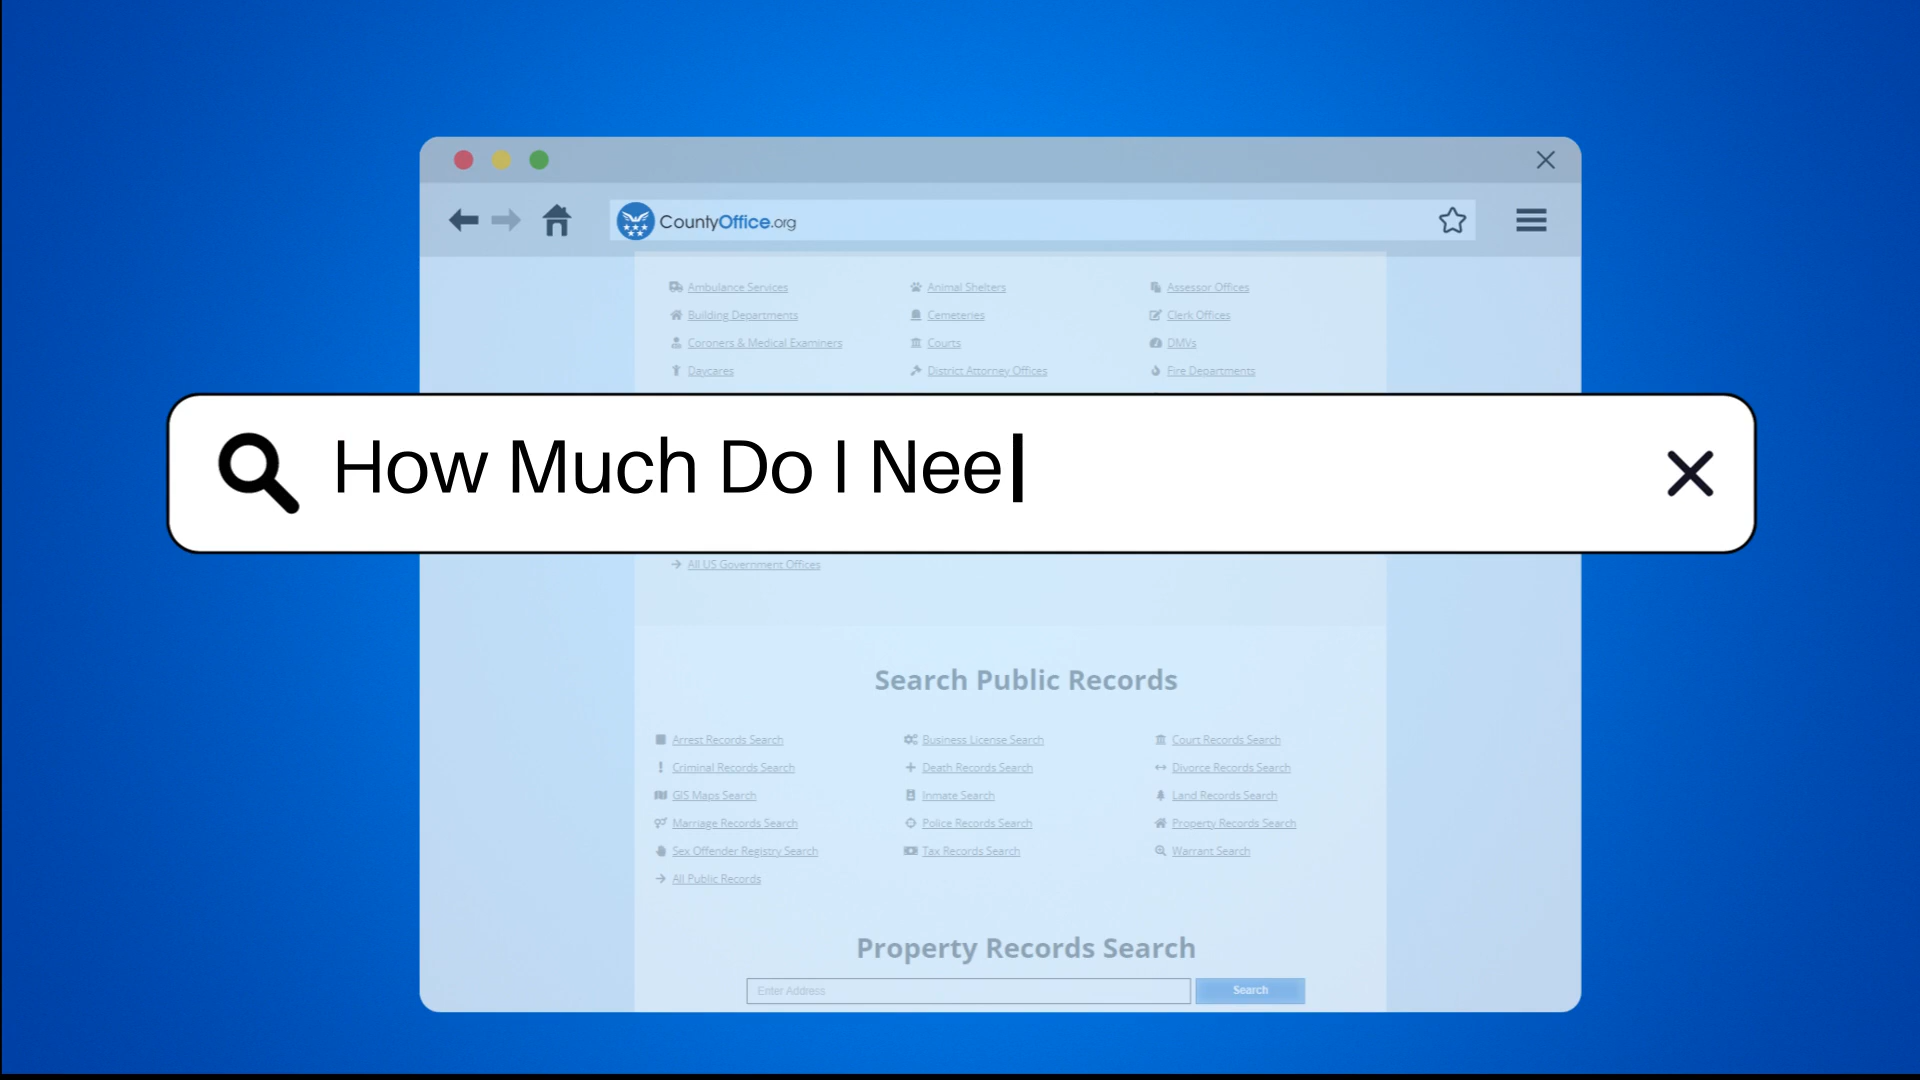 CountyOffice.org
Ambulance Services Animal Shelters Assessor Offices
Building Departments Cemeteries Clerk Offices
Coroners & Medical Examiners Courts DMVs
Daycares District Attorney Offices Fire Departments
How Much Do I Nee
All US Government Offices
Search Public Records
Arrest Records Search Business License Search Court Records Search
Criminal Records Search Death Records Search Divorce Records Search
GIS Maps Search Inmate Search Land Records Search
Marriage Records Search Police Records Search Property Records Search
Sex Offender Registry Search Tax Records Search Warrant Search
All Public Records
Property Records Search
Enter Address Search